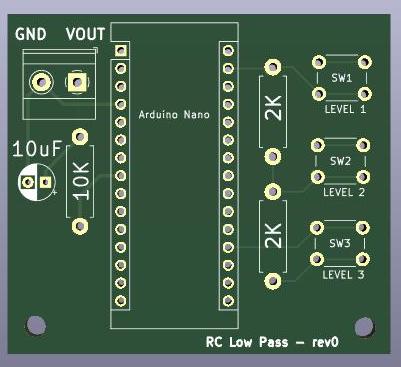 GND VOUT
Arduino Nano
SW1
LEVEL 1
2K
10uF
+
10K
SW2
LEVEL 2
2K
SW3
LEVEL 3
RC Low Pass - rev0